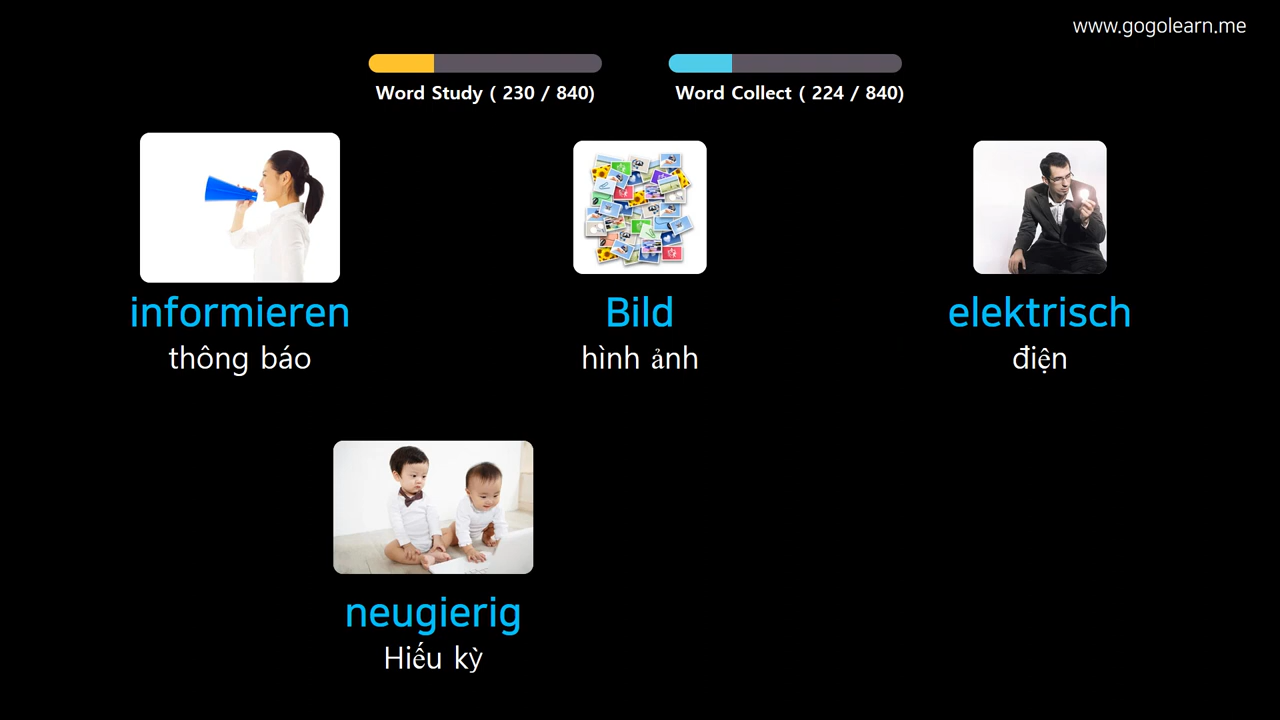 www.gogolearn.me
Word Study ( 230 / 840)
Word Collect ( 224 / 840)
informieren
thông báo
Bild
hình ảnh
elektrisch
điện
neugierig
Hiếu kỳ